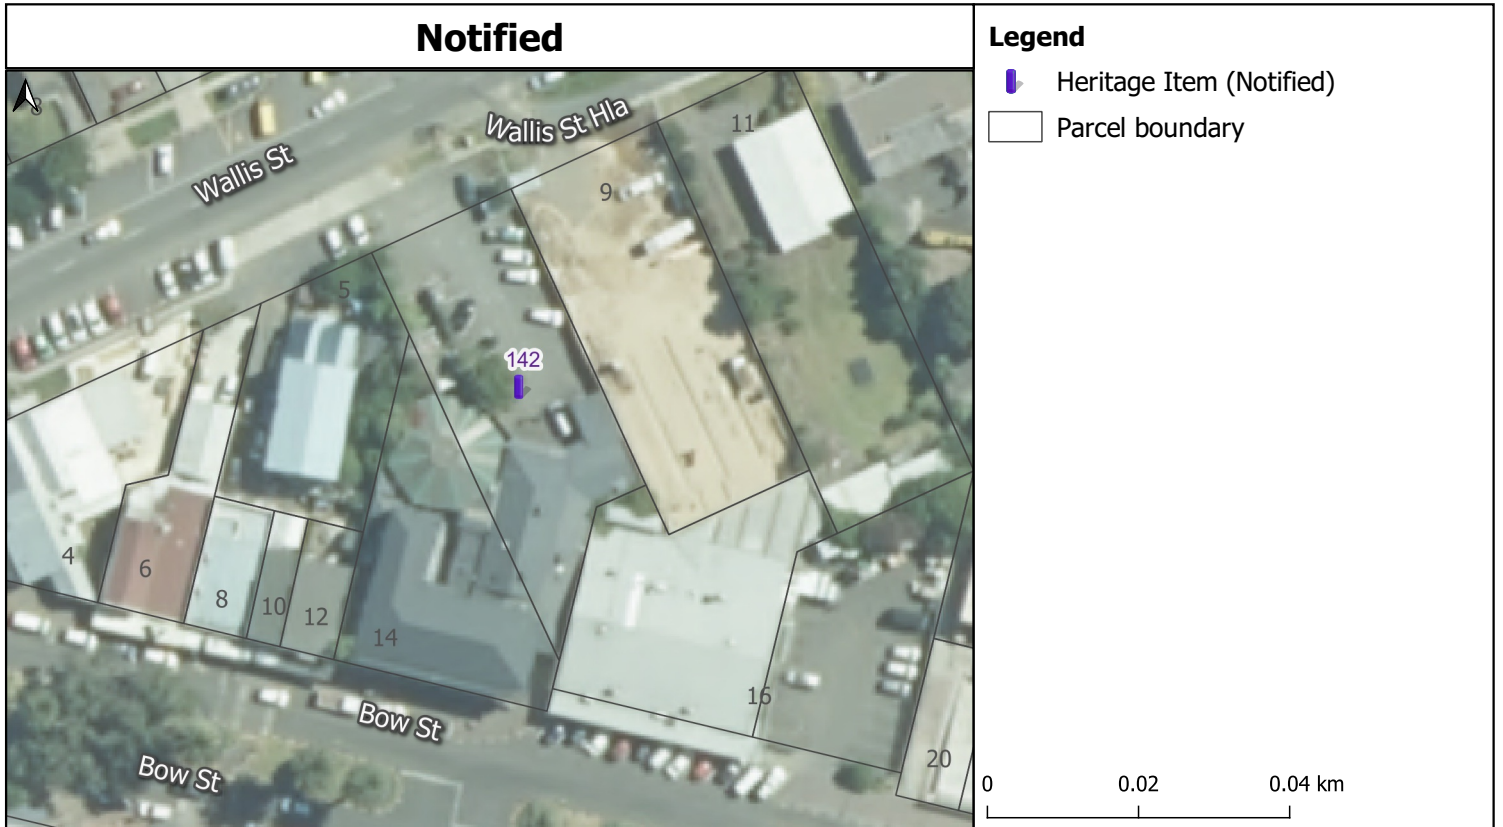 Notified
Legend
Heritage Item (Notified)
Parcel boundary
8
Wallis St Hla
11
Wallis St
9
5
142
4
6
8
10
12
14
16
Bow St
20
Bow St
0 0.02 0.04 km